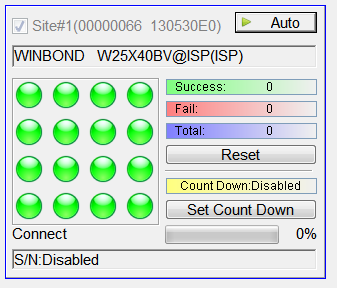 Site#1(00000066 130530E0)
Auto
WINBOND W25X40BV@ISP(ISP)
Success: 0
Fail: 0
Total: 0
Reset
Count Down:Disabled
Set Count Down
Connect
0%
S/N:Disabled